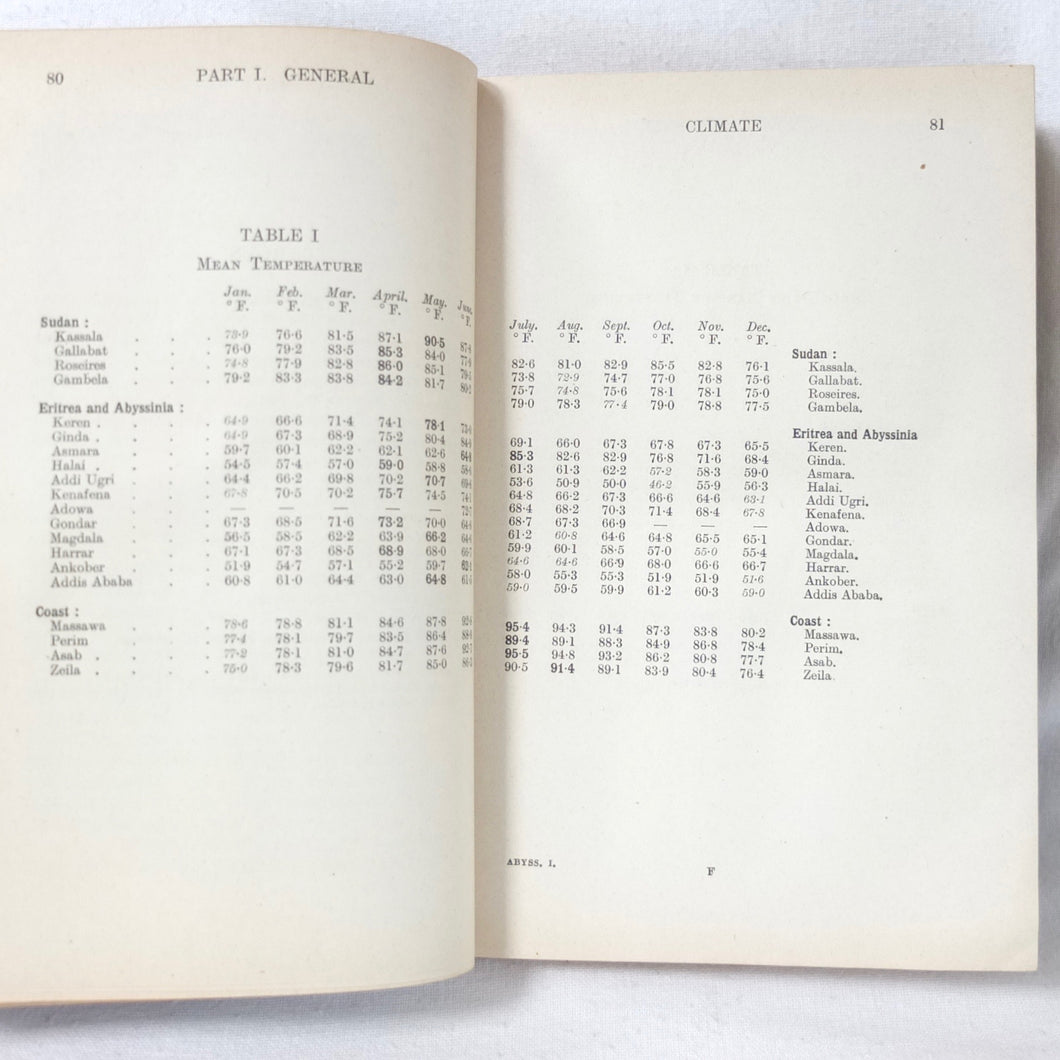 80 PART I. GENERAL
TABLE I
MEAN TEMPERATURE
Jan. Feb. Mar. April. May. June.
° F. ° F. ° F. ° F. ° F. ° F.
Sudan :
Kassala . . . 73·9 76·6 81·5 87·1 90·5
Gallabat . . . 76·0 79·2 83·5 85·3 84·0
Roseires . . . 74·8 77·9 82·8 86·0 85·1
Gambela . . . 79·2 83·3 83·8 84·2 81·7
Eritrea and Abyssinia :
Keren . . . . 64·9 66·6 71·4 74·1 78·1
Ginda . . . . 64·9 67·3 68·9 75·2 80·4
Asmara . . . 59·7 60·1 62·2 62·1 62·6
Halai . . . . 54·5 57·4 57·0 59·0 58·8
Addi Ugri . . . 64·4 66·2 69·8 70·2 70·7
Kenafena . . . 67·8 70·5 70·2 75·7 74·5
Adowa . . . — — — — —
Gondar . . . 67·3 68·5 71·6 73·2 70·0
Magdala . . . 56·5 58·5 62·2 63·9 66·2
Harrar . . . 67·1 67·3 68·5 68·9 68·0
Ankober . . . 51·9 54·7 57·1 55·2 59·7
Addis Ababa . . 60·8 61·0 64·4 63·0 64·8
Coast :
Massawa . . . 78·6 78·8 81·1 84·6 87·8
Perim . . . 77·4 78·1 79·7 83·5 86·4
Asab . . . . 77·2 78·1 81·0 84·7 87·6
Zeila . . . . 75·0 78·3 79·6 81·7 85·0
CLIMATE 81
July. Aug. Sept. Oct. Nov. Dec.
° F. ° F. ° F. ° F. ° F. ° F.
Sudan :
82·6 81·0 82·9 85·5 82·8 76·1 Kassala.
73·8 72·9 74·7 77·0 76·8 75·6 Gallabat.
75·7 74·8 75·6 78·1 78·1 75·0 Roseires.
79·0 78·3 77·4 79·0 78·8 77·5 Gambela.
Eritrea and Abyssinia
69·1 66·0 67·3 67·8 67·3 65·5 Keren.
85·3 82·6 82·9 76·8 71·6 68·4 Ginda.
61·3 61·3 62·2 57·2 58·3 59·0 Asmara.
53·6 50·9 50·0 46·2 55·9 56·3 Halai.
64·8 66·2 67·3 66·6 64·6 63·1 Addi Ugri.
68·4 68·2 70·3 71·4 68·4 67·8 Kenafena.
68·7 67·3 66·9 — — — Adowa.
61·2 60·8 64·6 64·8 65·5 65·1 Gondar.
59·9 60·1 58·5 57·0 55·0 55·4 Magdala.
64·6 64·6 66·9 68·0 66·6 66·7 Harrar.
58·0 55·3 55·3 51·9 51·9 51·6 Ankober.
59·0 59·5 59·9 61·2 60·3 59·0 Addis Ababa.
Coast :
95·4 94·3 91·4 87·3 83·8 80·2 Massawa.
89·4 89·1 88·3 84·9 86·8 78·4 Perim.
95·5 94·8 93·2 86·2 80·8 77·7 Asab.
90·5 91·4 89·1 83·9 80·4 76·4 Zeila.
ABYSS. I. F